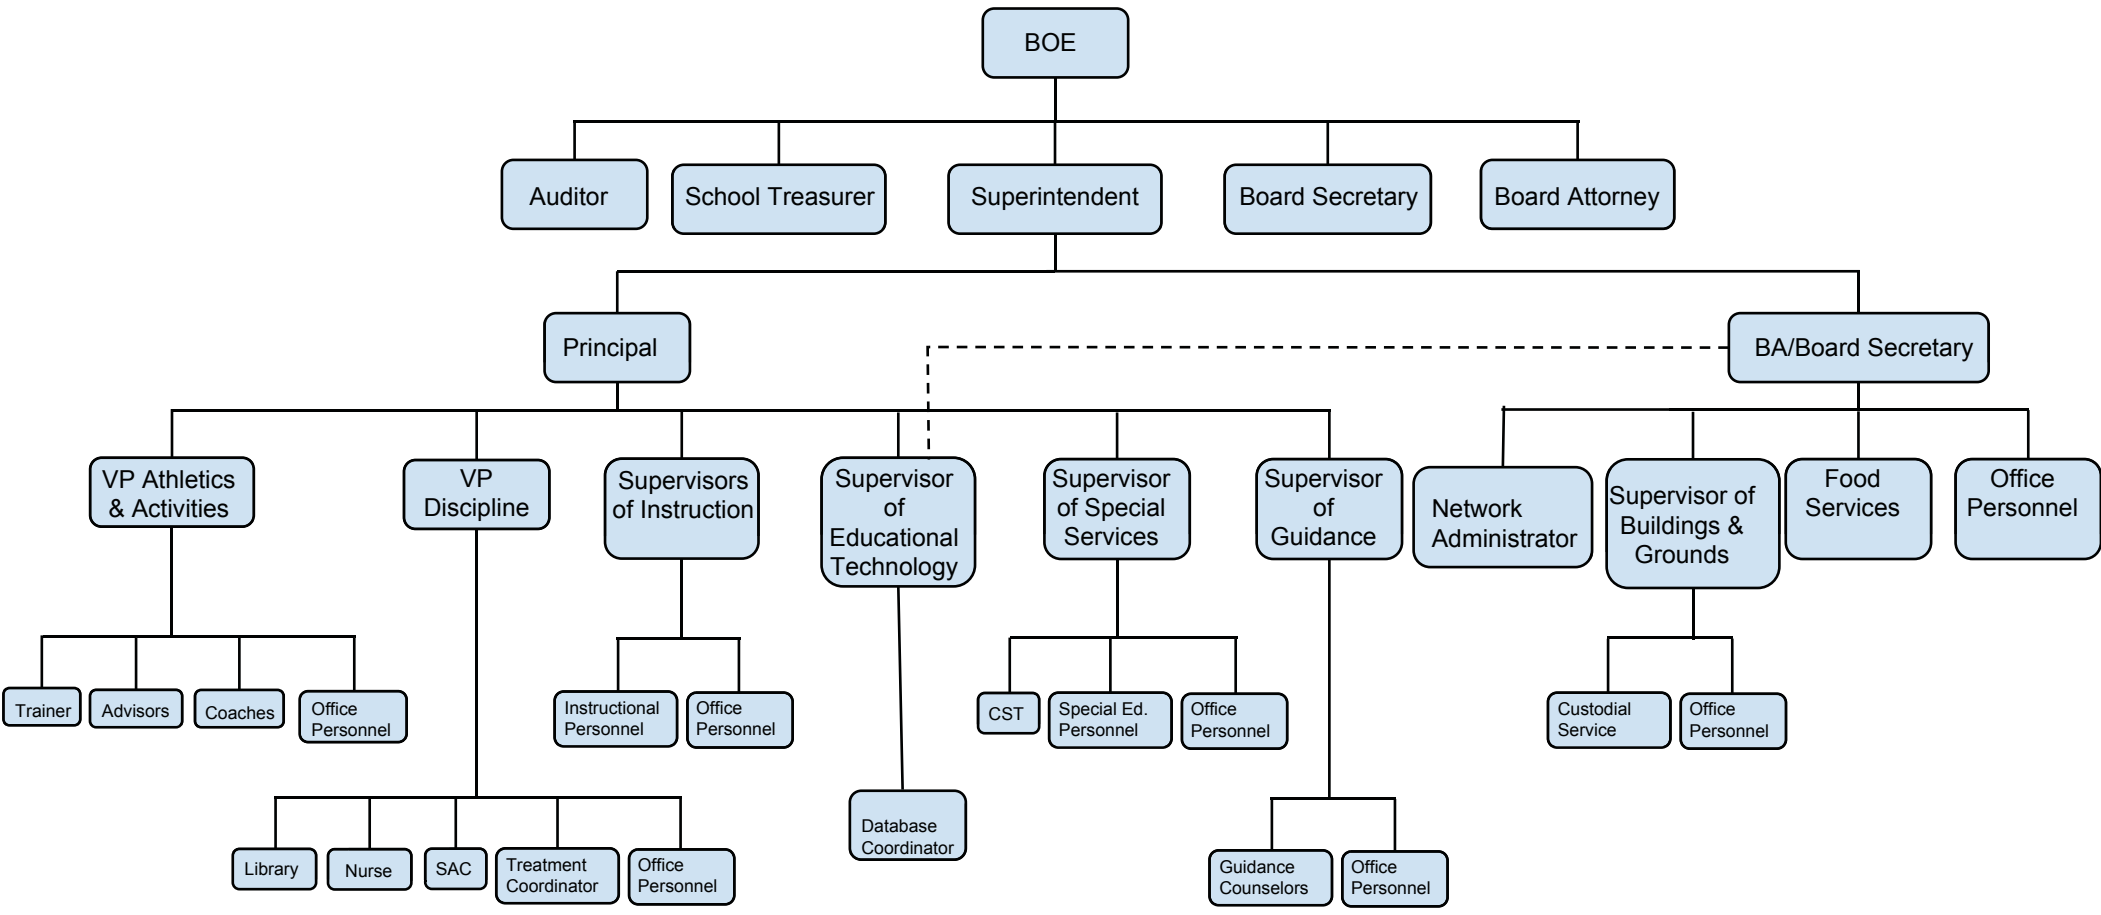 BOE
Auditor
School Treasurer
Superintendent
Board Secretary
Board Attorney
Principal
BA/Board Secretary
VP Athletics
& Activities
VP
Discipline
Supervisors
of Instruction
Supervisor
of
Educational
Technology
Supervisor
of Special
Services
Supervisor
of
Guidance
Network
Administrator
Supervisor of
Buildings &
Grounds
Food
Services
Office
Personnel
Trainer
Advisors
Coaches
Office
Personnel
Instructional
Personnel
Office
Personnel
CST
Special Ed.
Personnel
Office
Personnel
Custodial
Service
Office
Personnel
Library
Nurse
SAC
Treatment
Coordinator
Office
Personnel
Database
Coordinator
Guidance
Counselors
Office
Personnel